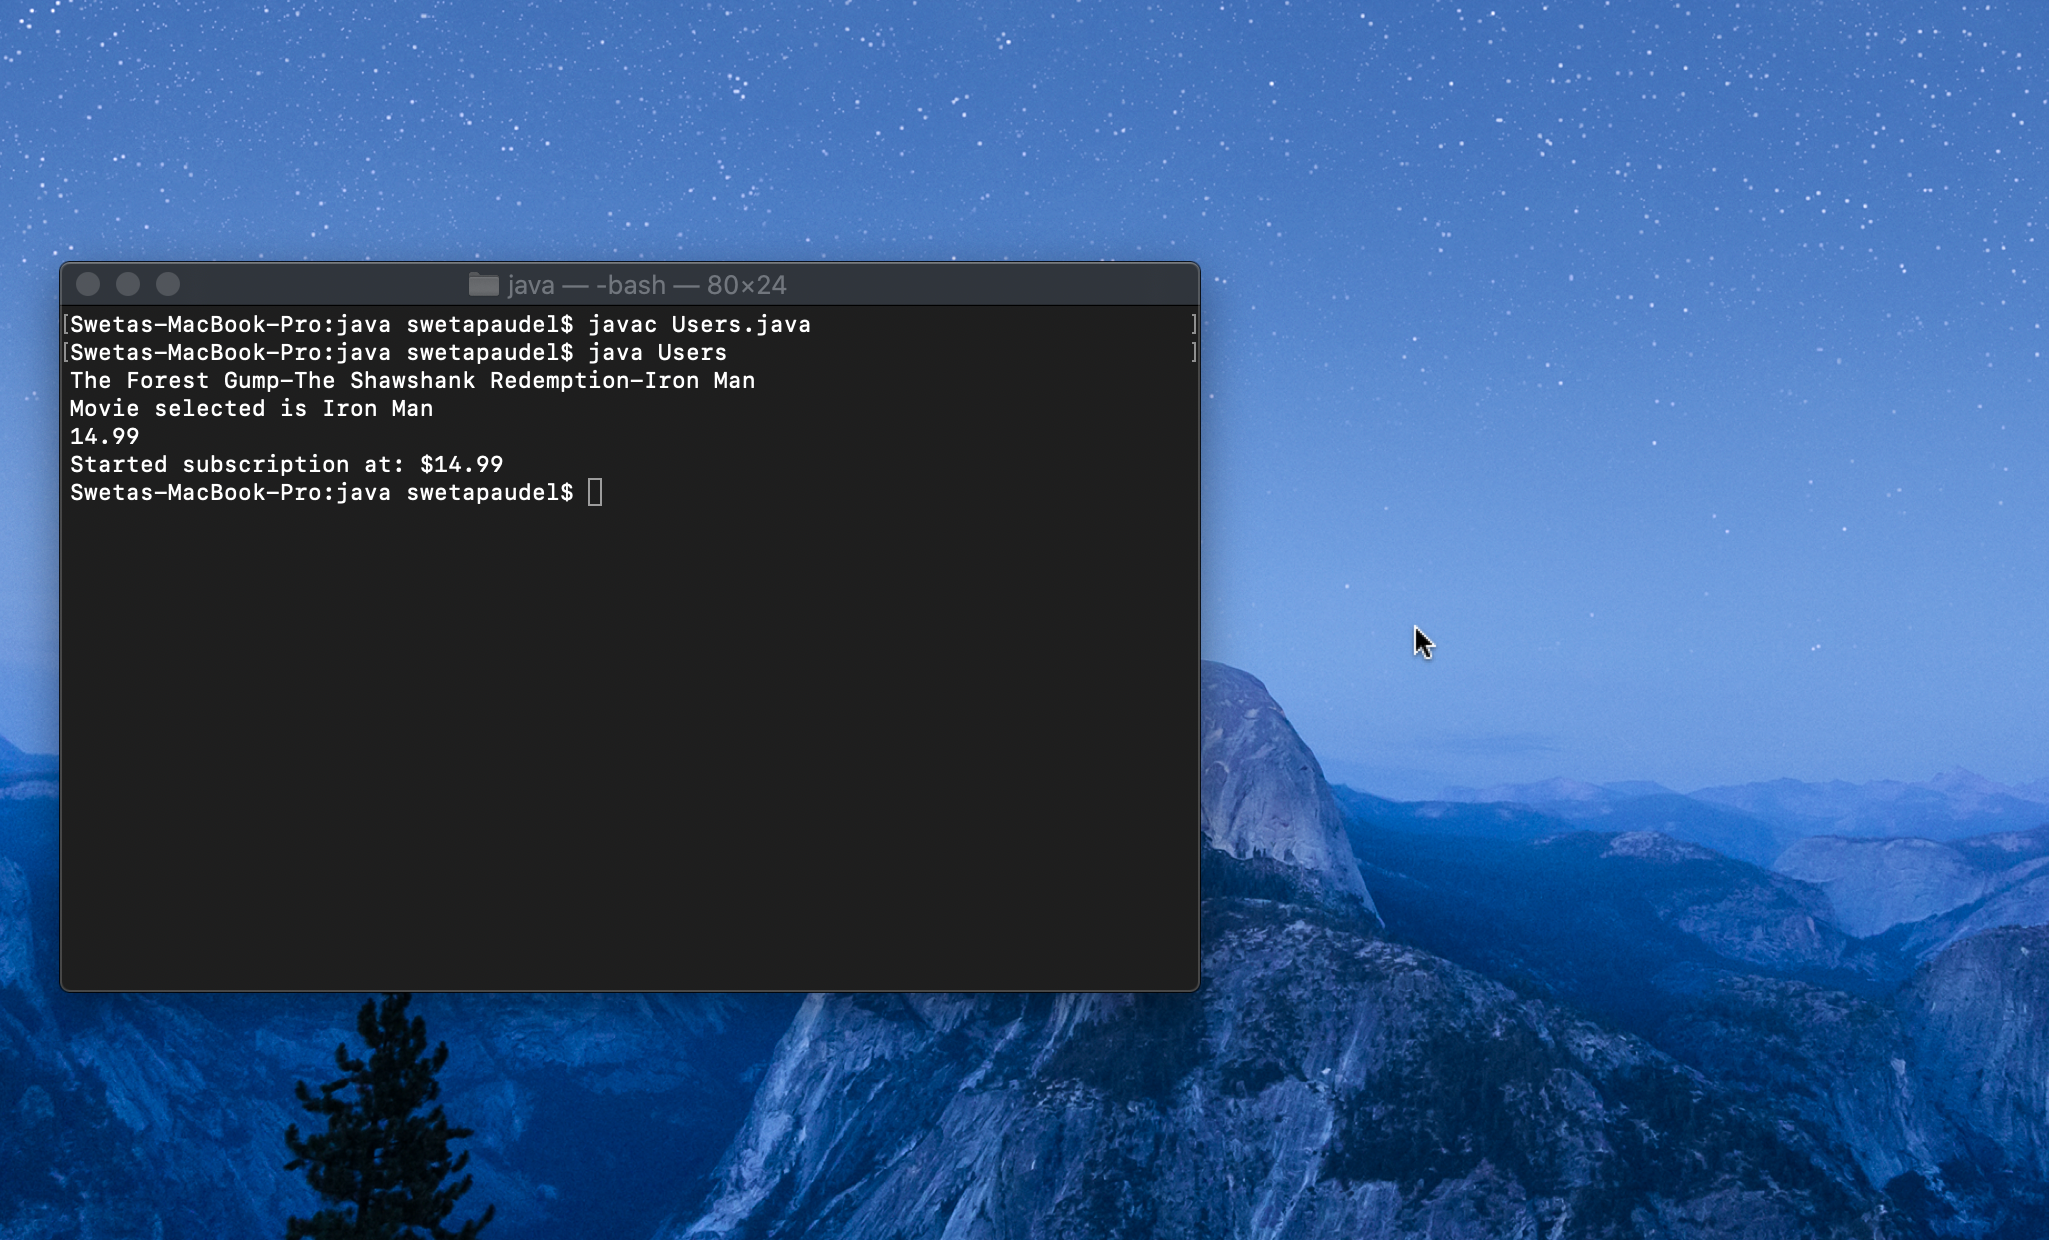 java — -bash — 80×24
[Swetas-MacBook-Pro:java swetapaudel$ javac Users.java ]
[Swetas-MacBook-Pro:java swetapaudel$ java Users ]
The Forest Gump-The Shawshank Redemption-Iron Man
Movie selected is Iron Man
14.99
Started subscription at: $14.99
Swetas-MacBook-Pro:java swetapaudel$